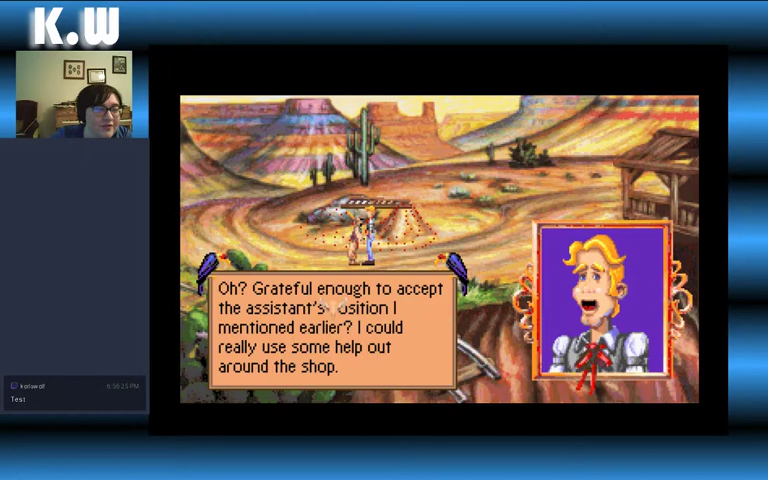 K.W
Oh? Grateful enough to accept
the assistant's position I
mentioned earlier? I could
really use some help out
around the shop.
korluwolf 6:56:25 PM
Test